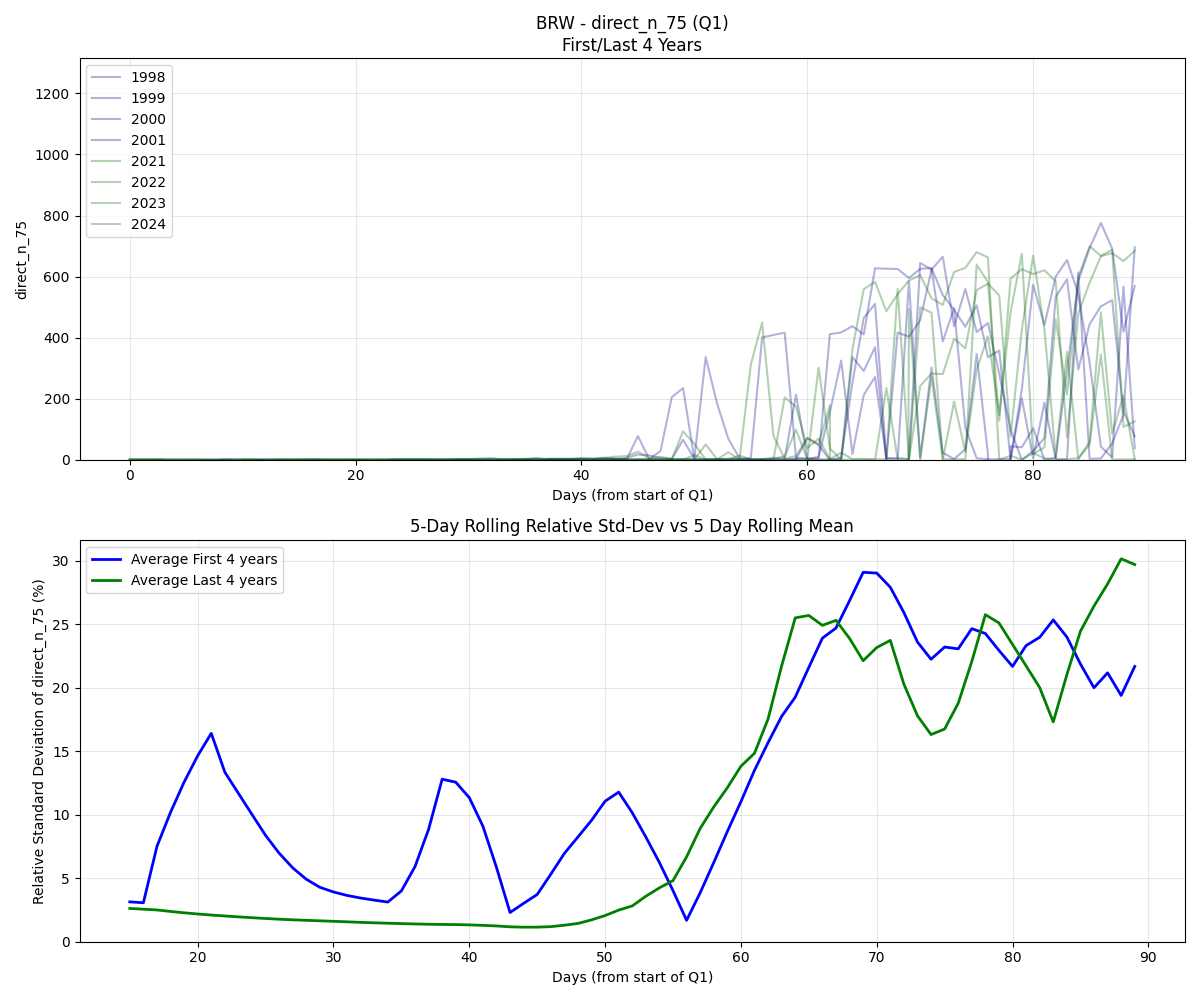 BRW - direct_n_75 (Q1)
First/Last 4 Years
1998
1999
2000
2001
2021
2022
2023
2024
direct_n_75
1200
1000
800
600
400
200
0
0 20 40 60 80
Days (from start of Q1)
5-Day Rolling Relative Std-Dev vs 5 Day Rolling Mean
Average First 4 years
Average Last 4 years
Relative Standard Deviation of direct_n_75 (%)
30
25
20
15
10
5
0
20 30 40 50 60 70 80 90
Days (from start of Q1)